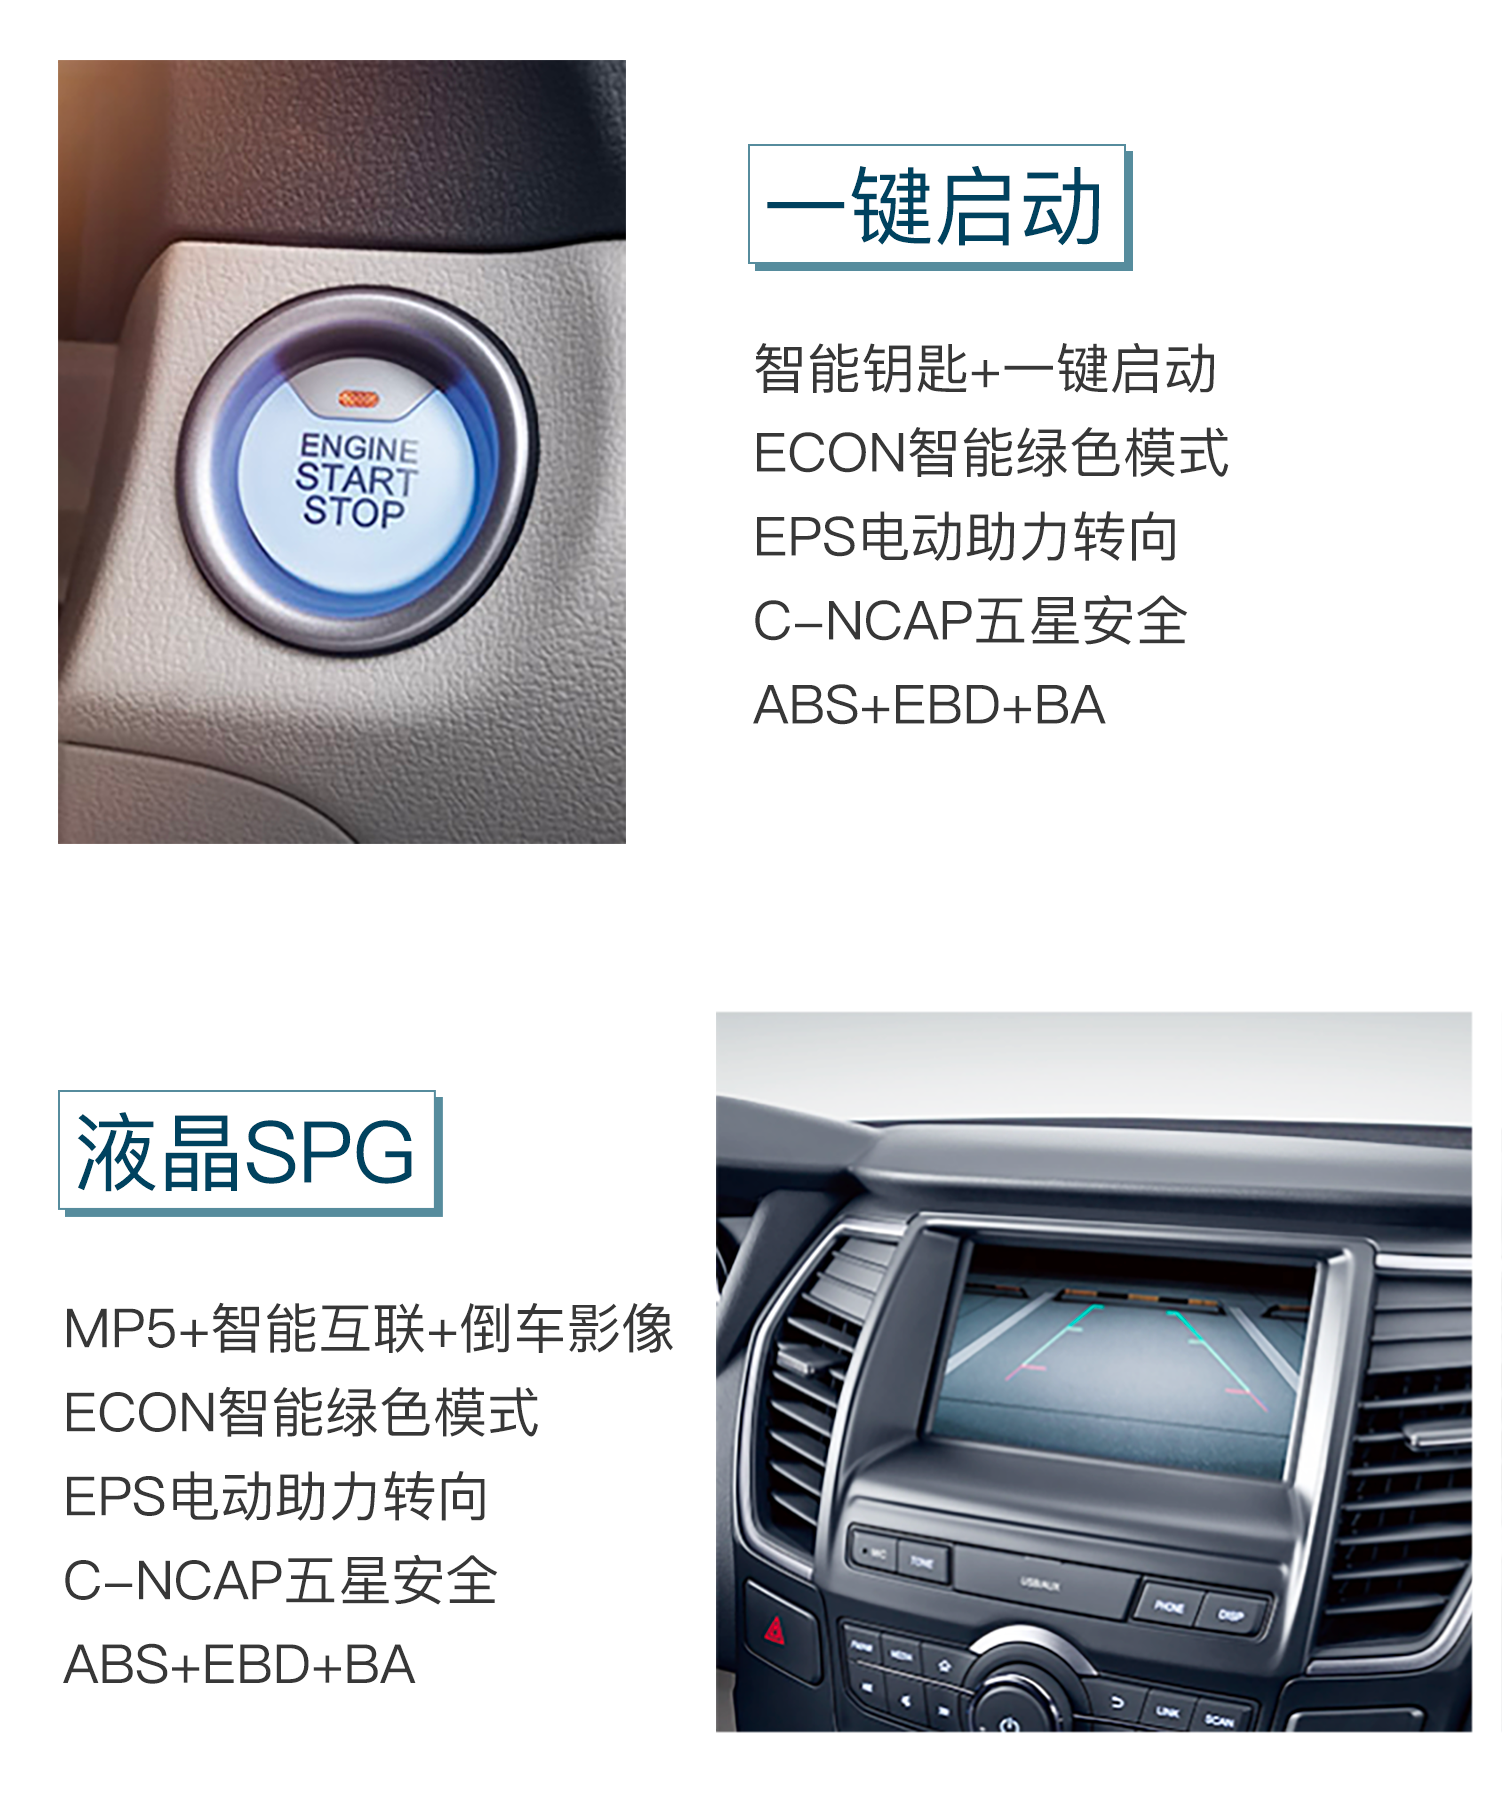 一键启动
ENGINE
START
STOP
智能钥匙+一键启动
ECON智能绿色模式
EPS电动助力转向
C-NCAP五星安全
ABS+EBD+BA
液晶SPG
MP5+智能互联+倒车影像
ECON智能绿色模式
EPS电动助力转向
C-NCAP五星安全
ABS+EBD+BA
TONE
USB/AUX
PHONE
DISP
MEDIA
LINK
SCAN